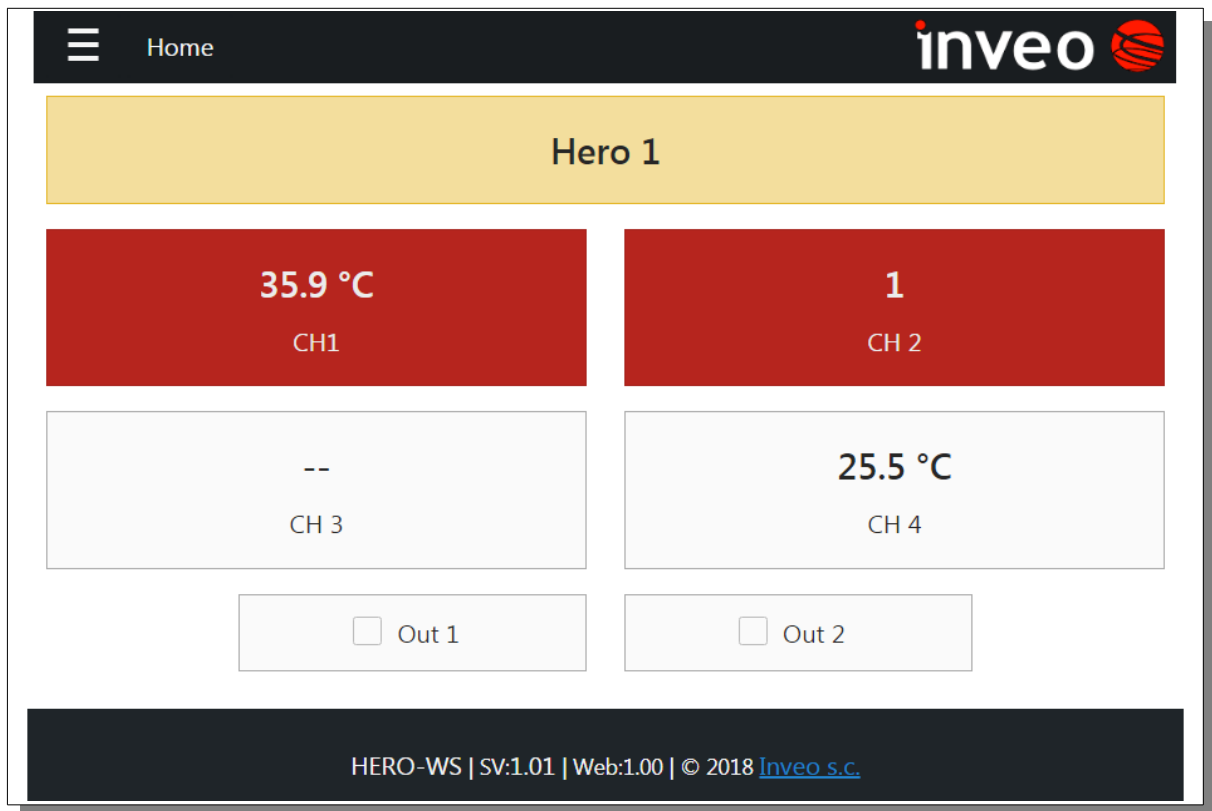 Home
inveo
Hero 1
35.9 °C
CH1
1
CH 2
--
CH 3
25.5 °C
CH 4
Out 1
Out 2
HERO-WS | SV:1.01 | Web:1.00 | © 2018 Inveo s.c.